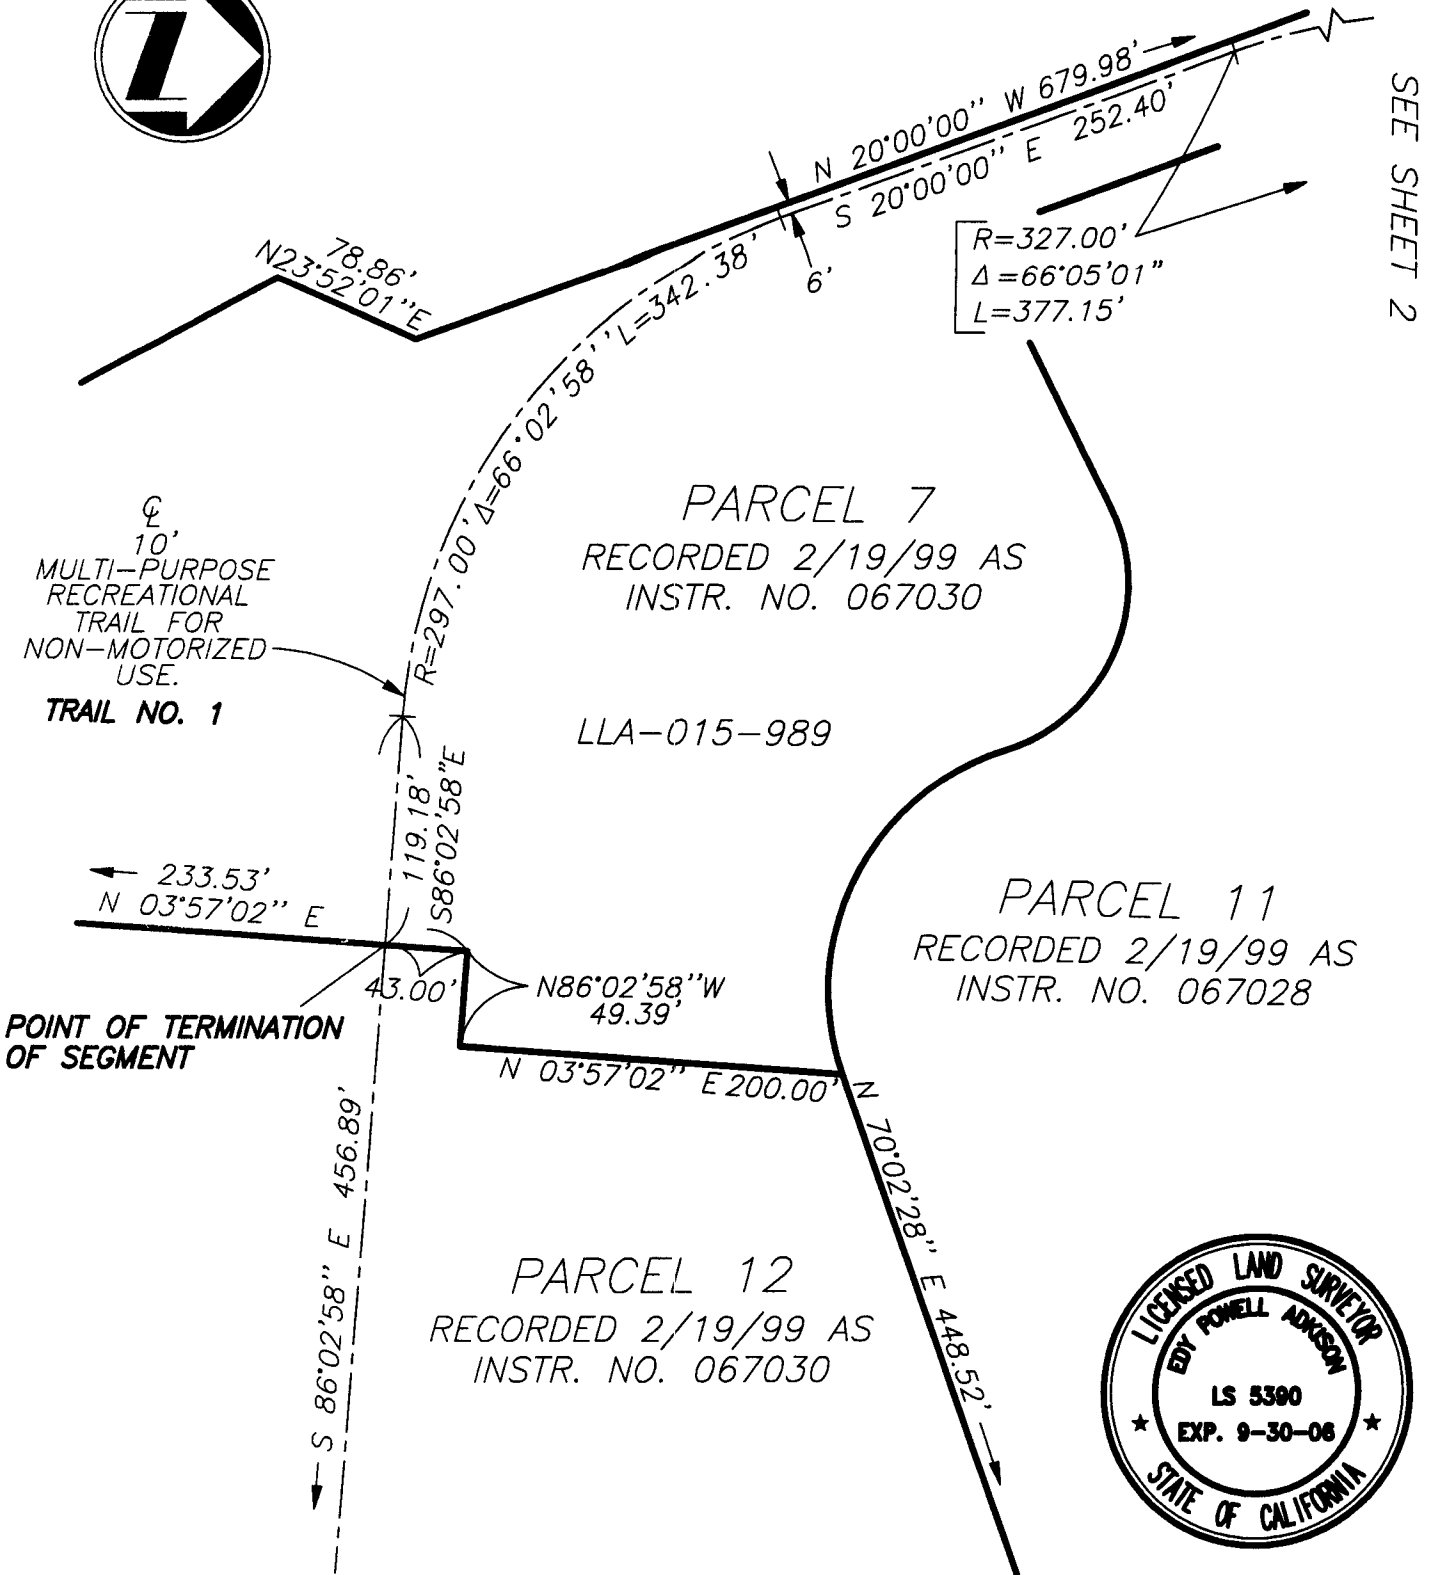 N 20°00'00" W 679.98'
S 20°00'00" E 252.40'
SEE SHEET 2
78.86'
N23°52'01"E
6'
R=327.00'
Δ=66°05'01"
L=377.15'
R=297.00' Δ=66°02'58" L=342.38'
PARCEL 7
RECORDED 2/19/99 AS
INSTR. NO. 067030
℄
10'
MULTI-PURPOSE
RECREATIONAL
TRAIL FOR
NON-MOTORIZED
USE.
TRAIL NO. 1
LLA-015-989
119.18'
S86°02'58"E
233.53'
N 03°57'02" E
43.00'
N86°02'58"W
49.39'
POINT OF TERMINATION
OF SEGMENT
N 03°57'02" E 200.00'
PARCEL 11
RECORDED 2/19/99 AS
INSTR. NO. 067028
S 86°02'58" E 456.89'
N 70°02'28" E 448.52'
PARCEL 12
RECORDED 2/19/99 AS
INSTR. NO. 067030
LICENSED LAND SURVEYOR
EDY POWELL ADKISON
LS 5390
EXP. 9-30-06
STATE OF CALIFORNIA